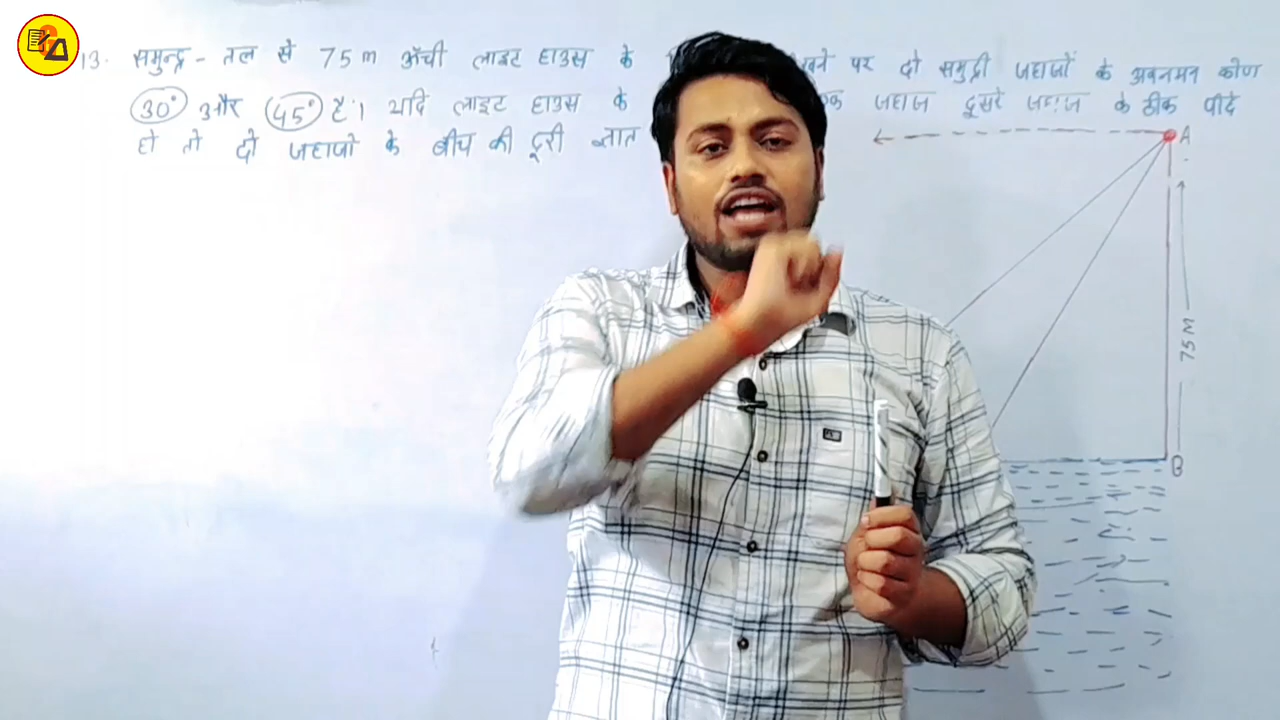 13. समुन्द्र - तल से 75m ऊँची लाइट हाउस के पर दो समुद्री जहाजों के अवनमन कोण
30° और 45° है। यदि लाइट हाउस के जहाज दूसरे जहाज के ठीक पीछे
हो तो दो जहाजो के बीच की दूरी ज्ञात
A
75 M
B